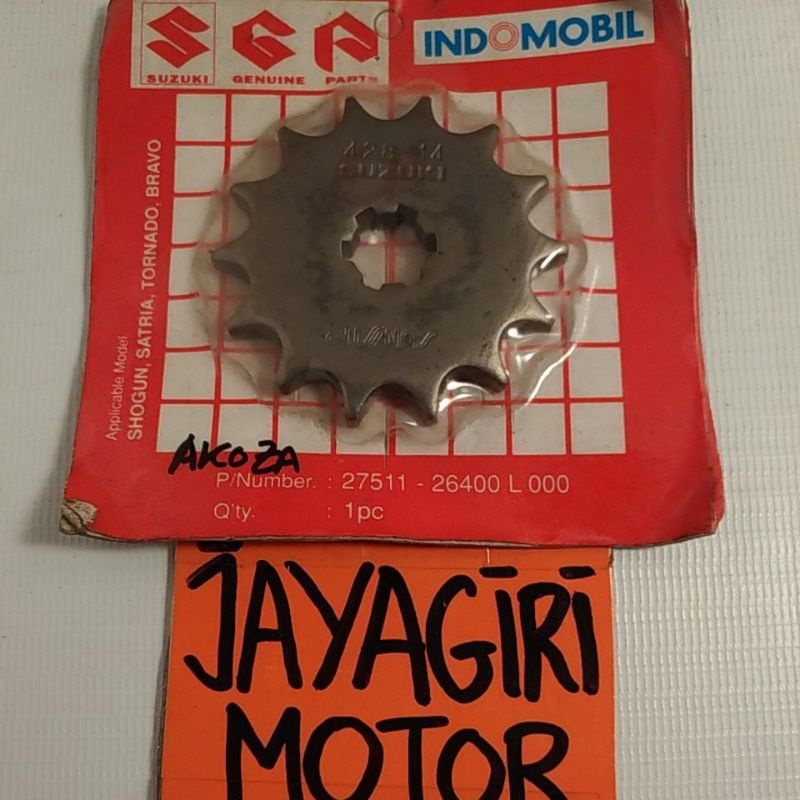 SUZUKI GENUINE PARTS
INDOMOBIL
428-14
SUZUKI
Applicable Model
SHOGUN, SATRIA, TORNADO, BRAVO
AKOZA
P/Number. : 27511 - 26400 L 000
Q'ty. : 1pc
JAYAGIRI
MOTOR